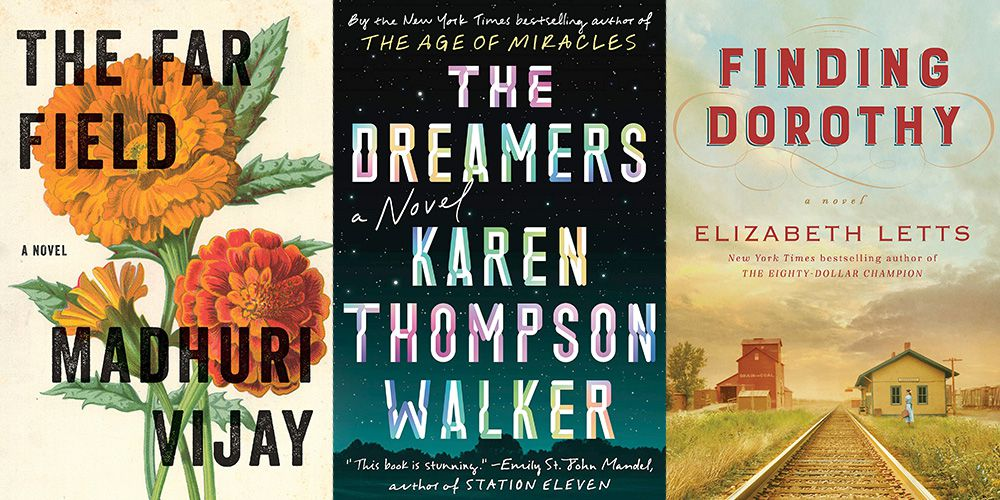 THE FAR
FIELD
A NOVEL
MADHURI
VIJAY
By the New York Times bestselling author of
THE AGE OF MIRACLES
THE
DREAMERS
a Novel
KAREN
THOMPSON
WALKER
"This book is stunning." —Emily St. John Mandel,
author of STATION ELEVEN
FINDING
DOROTHY
a novel
ELIZABETH LETTS
New York Times bestselling author of
THE EIGHTY-DOLLAR CHAMPION
GRAIN COAL